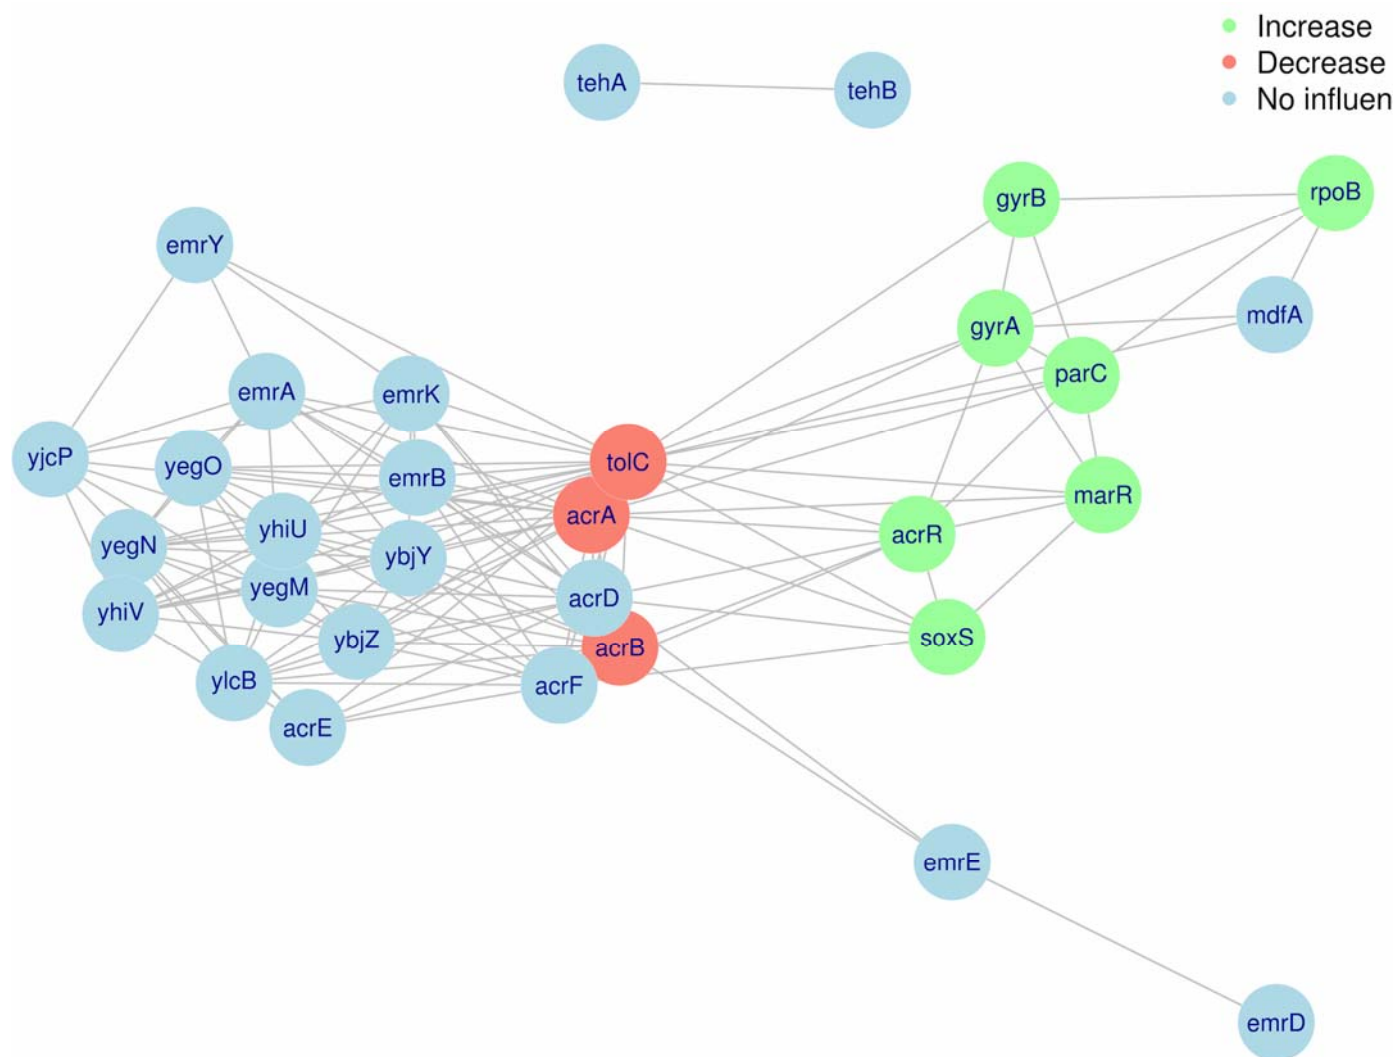 Increase
Decrease
No influen
tehA
tehB
gyrB
rpoB
emrY
mdfA
gyrA
parC
emrA
emrK
yjcP
yegO
tolC
emrB
marR
acrA
yhiU
acrR
yegN
ybjY
yegM
acrD
yhiV
ybjZ
soxS
acrB
ylcB
acrF
acrE
emrE
emrD